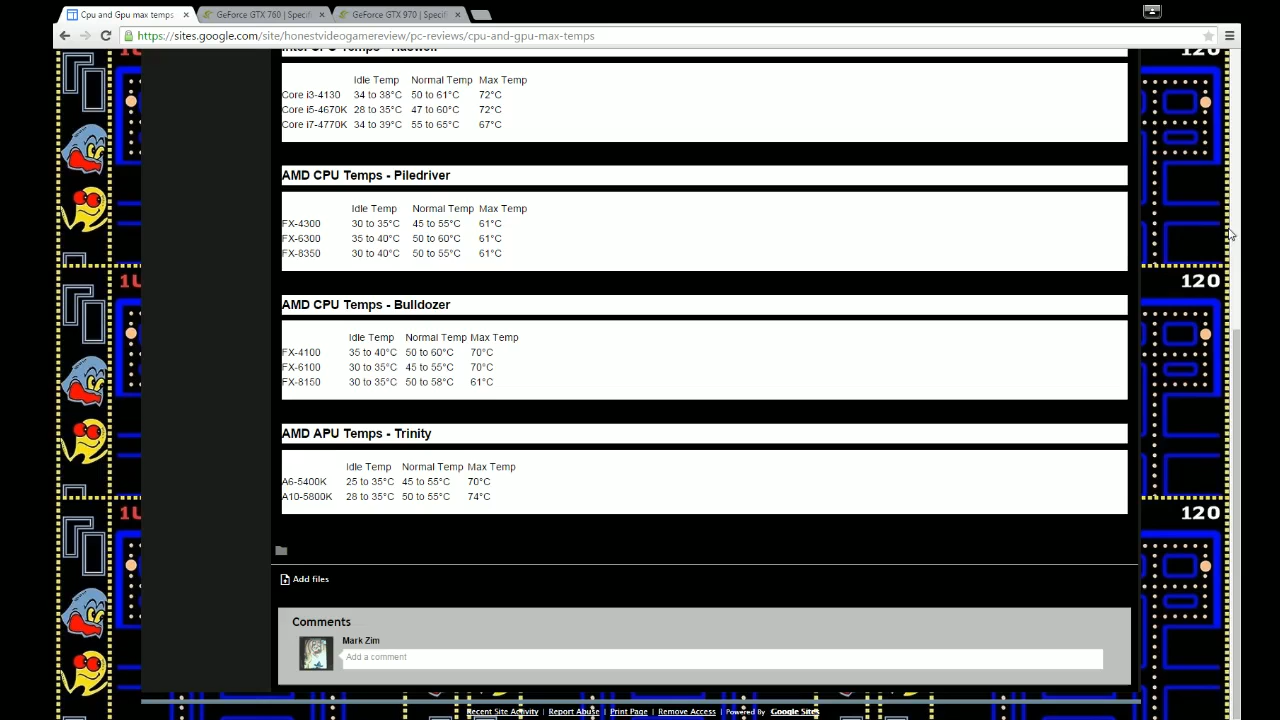 Cpu and Gpu max temps
GeForce GTX 760 | Specifi
GeForce GTX 970 | Specifi
https://sites.google.com/site/honestvideogamereview/pc-reviews/cpu-and-gpu-max-temps
Intel CPU Temps - Haswell
Idle Temp Normal Temp Max Temp
Core i3-4130 34 to 38°C 50 to 61°C 72°C
Core i5-4670K 28 to 35°C 47 to 60°C 72°C
Core i7-4770K 34 to 39°C 55 to 65°C 67°C
AMD CPU Temps - Piledriver
Idle Temp Normal Temp Max Temp
FX-4300 30 to 35°C 45 to 55°C 61°C
FX-6300 35 to 40°C 50 to 60°C 61°C
FX-8350 30 to 40°C 50 to 55°C 61°C
AMD CPU Temps - Bulldozer
Idle Temp Normal Temp Max Temp
FX-4100 35 to 40°C 50 to 60°C 70°C
FX-6100 30 to 35°C 45 to 55°C 70°C
FX-8150 30 to 35°C 50 to 58°C 61°C
AMD APU Temps - Trinity
Idle Temp Normal Temp Max Temp
A6-5400K 25 to 35°C 45 to 55°C 70°C
A10-5800K 28 to 35°C 50 to 55°C 74°C
Add files
Comments
Mark Zim
Add a comment
Recent Site Activity | Report Abuse | Print Page | Remove Access | Powered By Google Sites
1U
120
1U
120
120